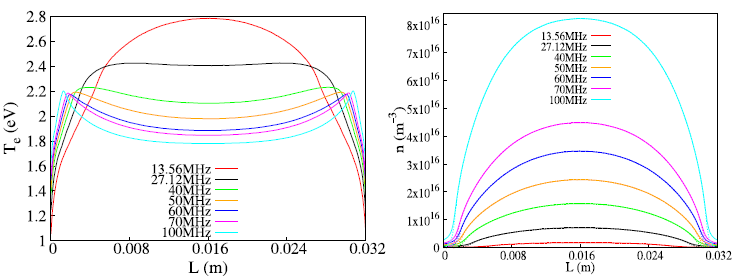 2.8
2.6
2.4
2.2
2
1.8
1.6
1.4
1.2
1
T_e (eV)
13.56MHz
27.12MHz
40MHz
50MHz
60MHz
70MHz
100MHz
0 0.008 0.016 0.024 0.032
L (m)
8x10^16
7x10^16
6x10^16
5x10^16
4x10^16
3x10^16
2x10^16
1x10^16
0
n (m^-3)
13.56MHz
27.12MHz
40MHz
50MHz
60MHz
70MHz
100MHz
0.008 0.016 0.024 0.032
L (m)